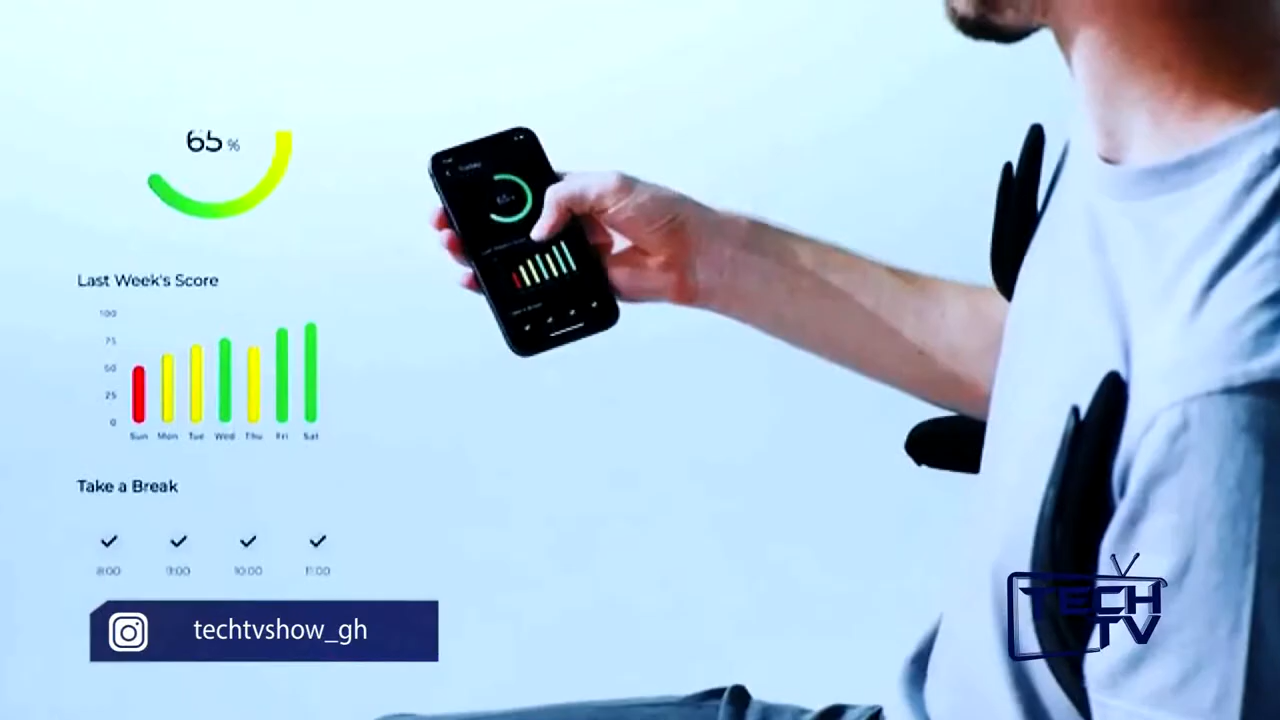 65 %
Last Week's Score
100
75
50
25
0
Sun Mon Tue Wed Thu Fri Sat
Take a Break
8:00 9:00 10:00 11:00
techtvshow_gh
TECH
TV